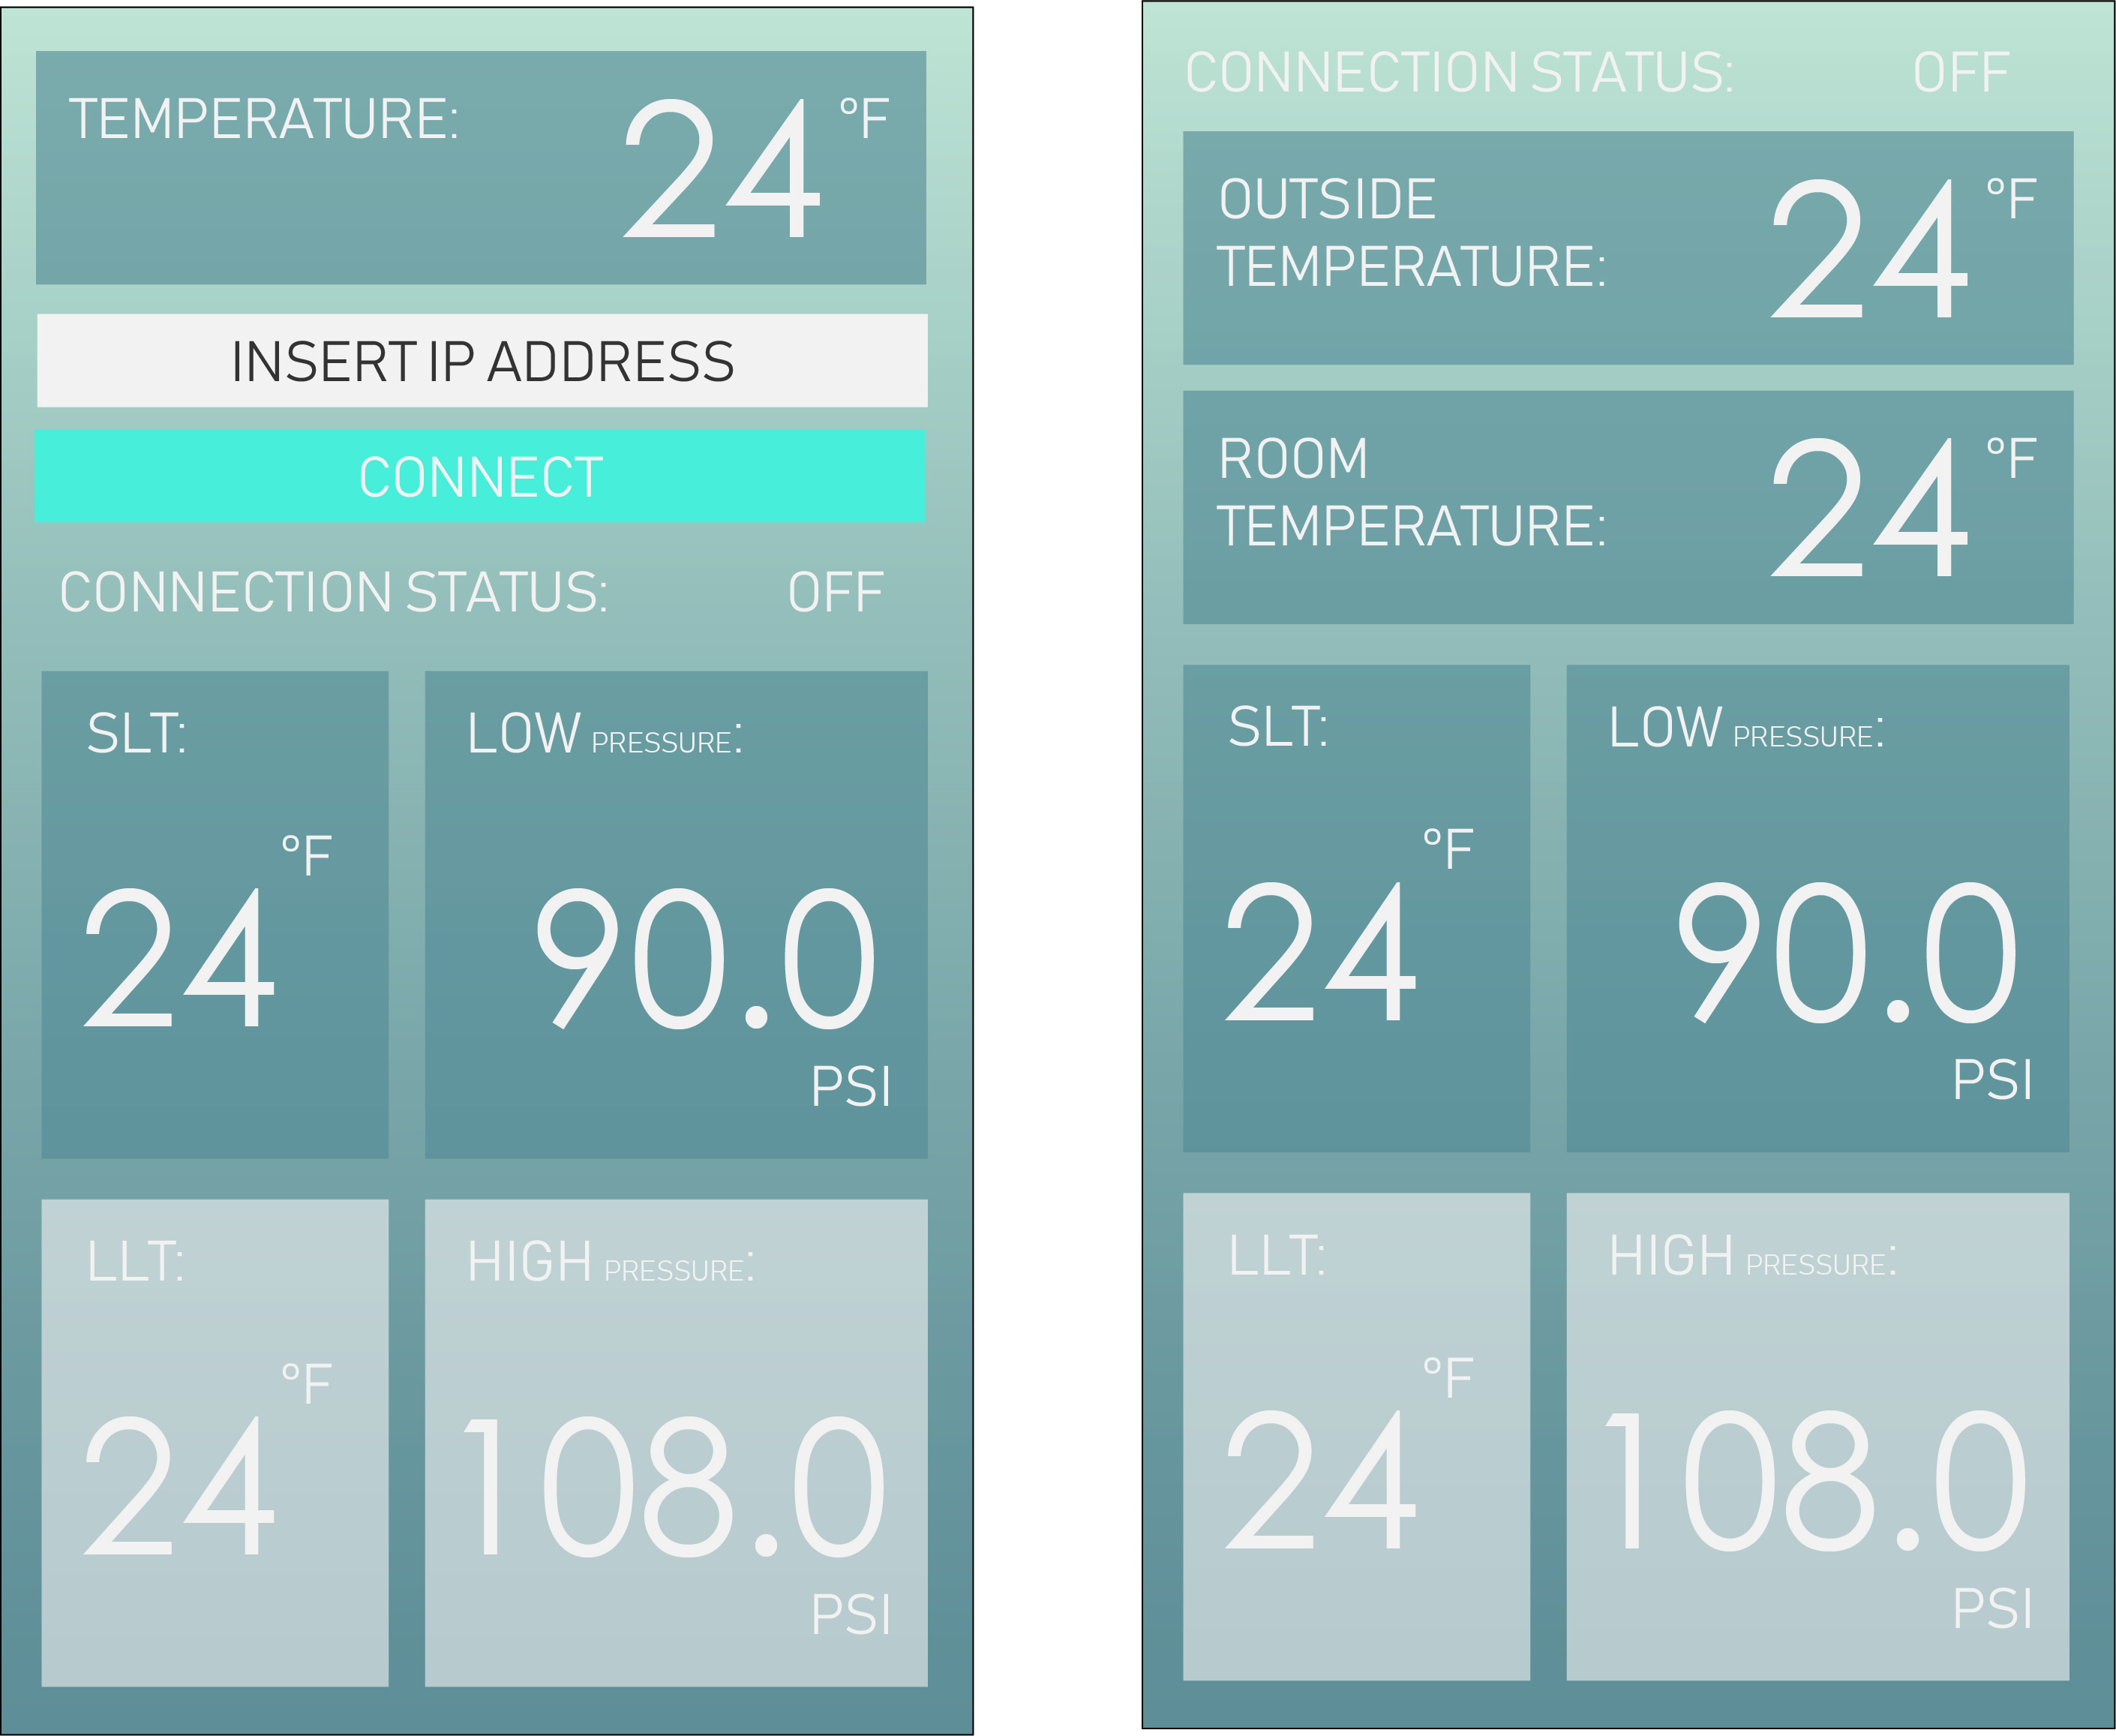 TEMPERATURE: 24 °F
INSERT IP ADDRESS
CONNECT
CONNECTION STATUS: OFF
SLT:
24 °F
LOW PRESSURE:
90.0
PSI
LLT:
24 °F
HIGH PRESSURE:
108.0
PSI
CONNECTION STATUS: OFF
OUTSIDE
TEMPERATURE:
24 °F
ROOM
TEMPERATURE:
24 °F
SLT:
24 °F
LOW PRESSURE:
90.0
PSI
LLT:
24 °F
HIGH PRESSURE:
108.0
PSI